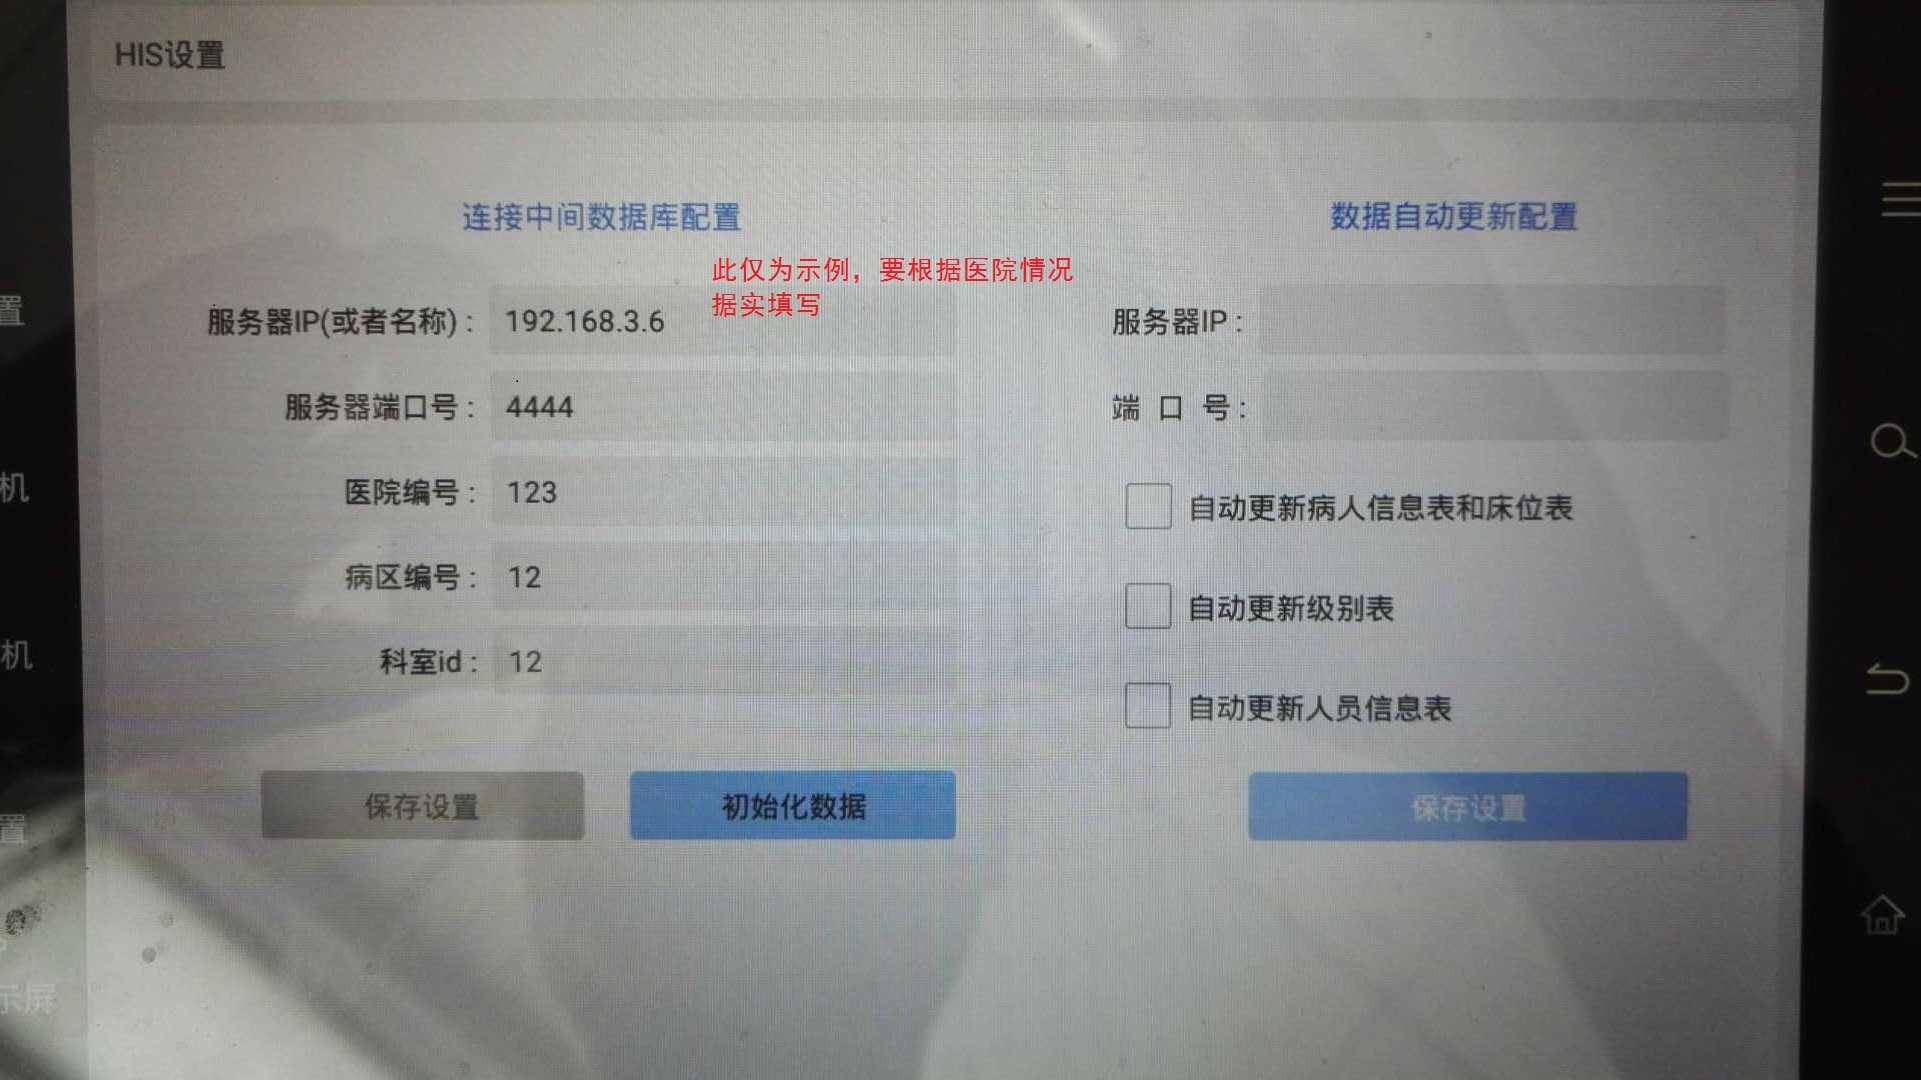 HIS设置
连接中间数据库配置
此仅为示例，要根据医院情况
据实填写
服务器IP(或者名称)：
192.168.3.6
服务器端口号：
4444
医院编号：
123
病区编号：
12
科室id：
12
保存设置
初始化数据
数据自动更新配置
服务器IP：
端 口 号：
自动更新病人信息表和床位表
自动更新级别表
自动更新人员信息表
保存设置
置
机
机
置
示屏